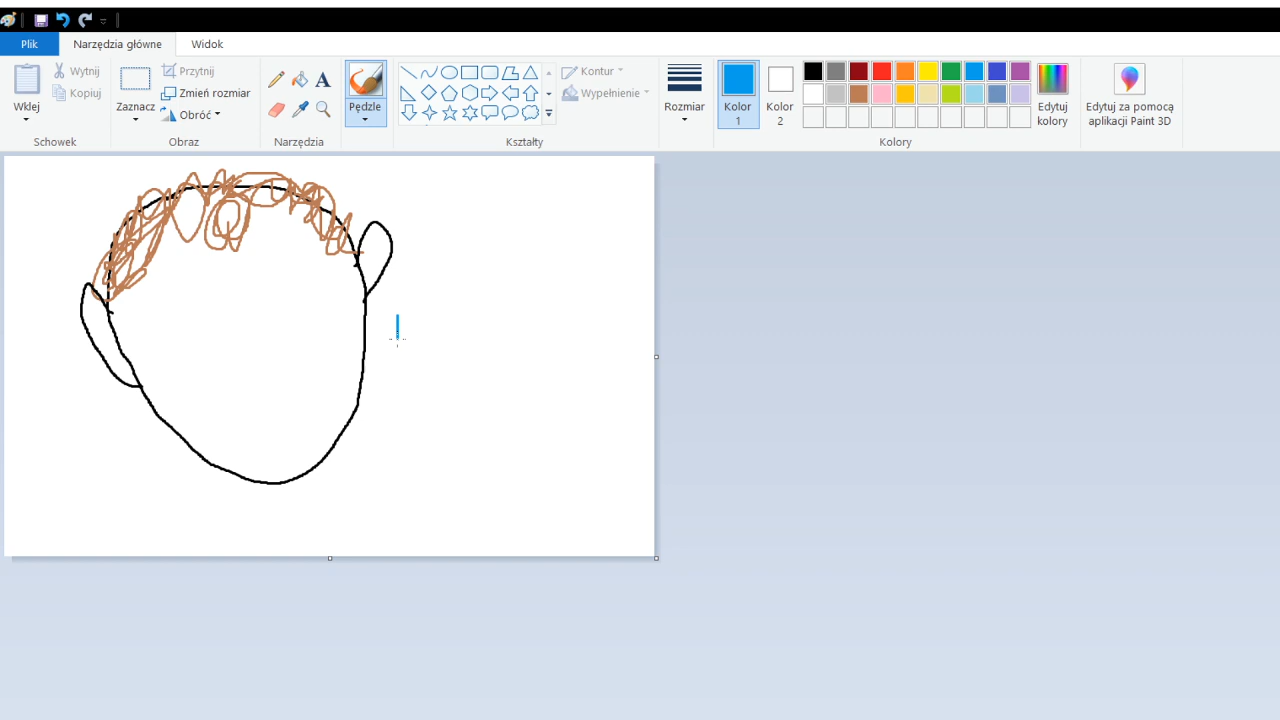 Plik Narzędzia główne Widok
Wklej
Wytnij
Kopiuj
Zaznacz
Przytnij
Zmień rozmiar
Obróć
A
Pędzle
Kontur
Wypełnienie
Rozmiar
Kolor
1
Kolor
2
Edytuj
kolory
Edytuj za pomocą
aplikacji Paint 3D
Schowek Obraz Narzędzia Kształty Kolory